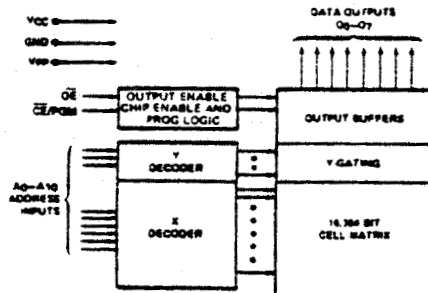 VCC
GND
VPP
DATA OUTPUTS
O0–O7
OE
CE/PGM
OUTPUT ENABLE
CHIP ENABLE AND
PROG LOGIC
OUTPUT BUFFERS
A0–A10
ADDRESS
INPUTS
Y
DECODER
Y-GATING
X
DECODER
16,384 BIT
CELL MATRIX